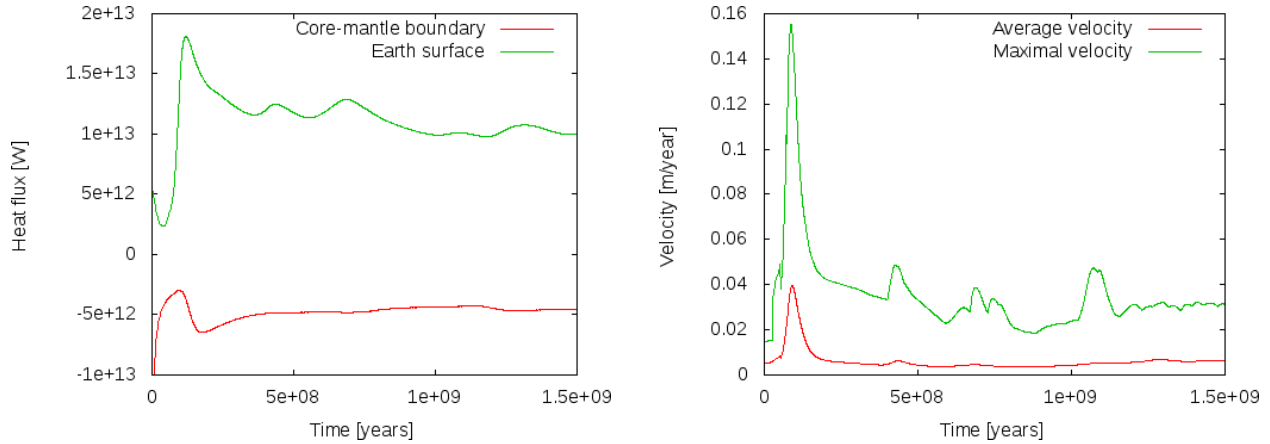 Core-mantle boundary
Earth surface
2e+13
1.5e+13
1e+13
5e+12
0
-5e+12
-1e+13
Heat flux [W]
0
5e+08
1e+09
1.5e+09
Time [years]
Average velocity
Maximal velocity
0.16
0.14
0.12
0.1
0.08
0.06
0.04
0.02
0
Velocity [m/year]
0
5e+08
1e+09
1.5e+09
Time [years]